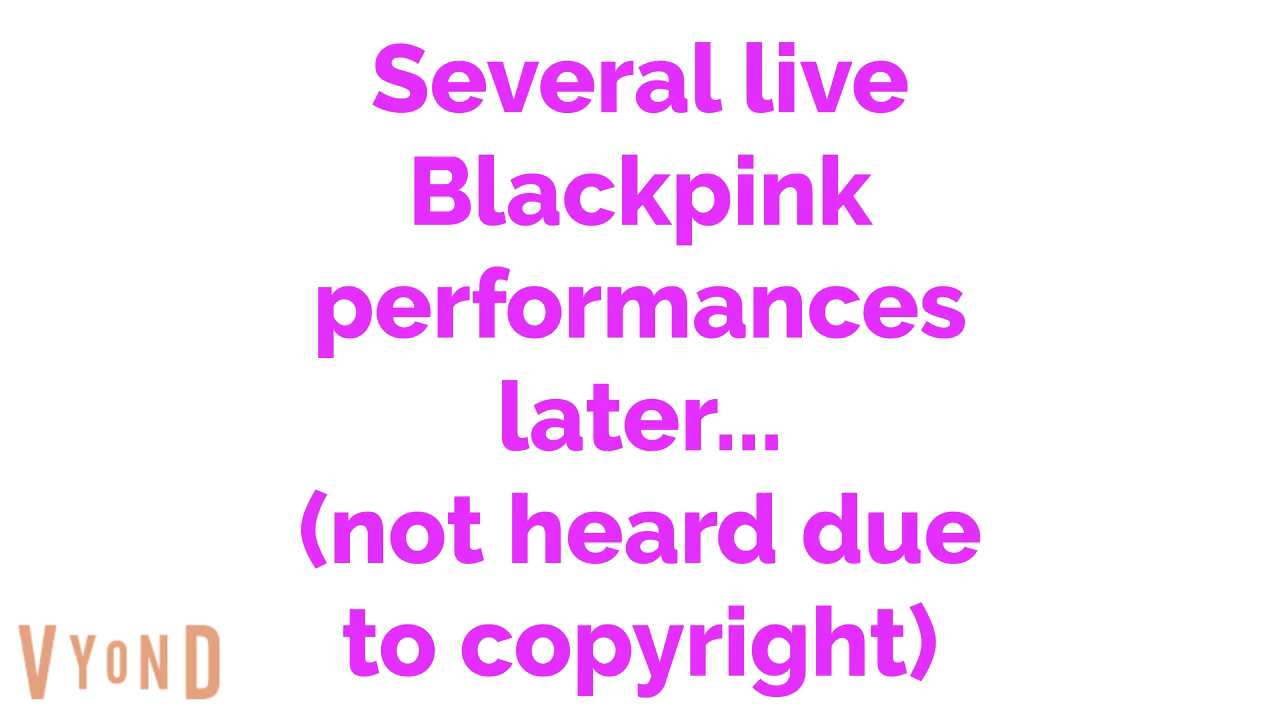 Several live
Blackpink
performances
later...
(not heard due
to copyright)
VYOND